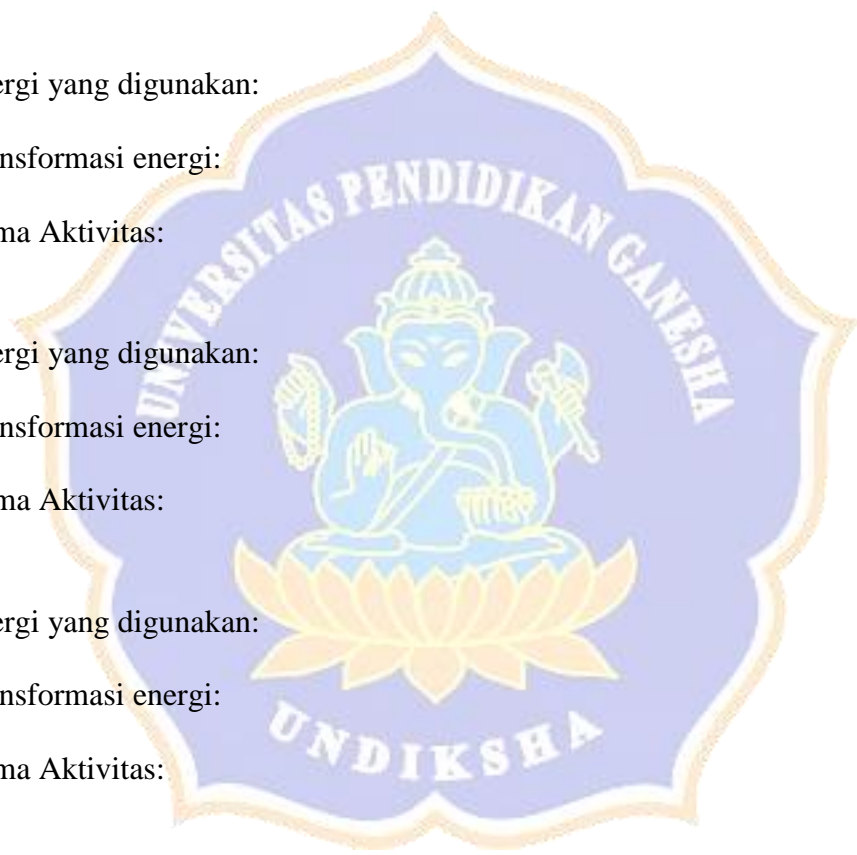 ergi yang digunakan:
nsformasi energi:
ma Aktivitas:
ergi yang digunakan:
nsformasi energi:
ma Aktivitas:
ergi yang digunakan:
nsformasi energi:
ma Aktivitas:
UNIVERSITAS PENDIDIKAN GANESHA
UNDIKSHA